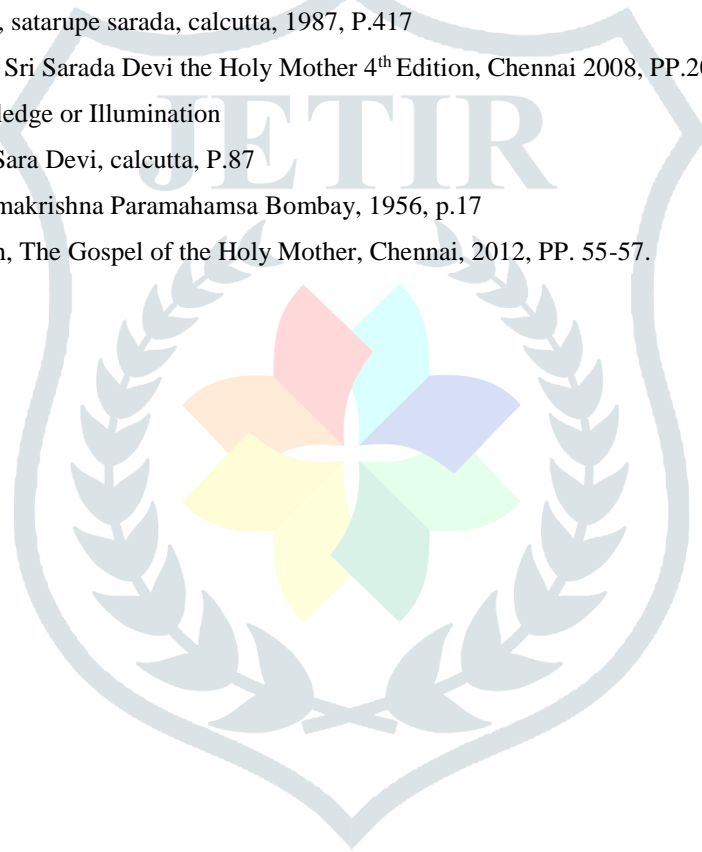 , satarupe sarada, calcutta, 1987, P.417
Sri Sarada Devi the Holy Mother 4th Edition, Chennai 2008, PP.20
ledge or Illumination
JETIR
Sara Devi, calcutta, P.87
makrishna Paramahamsa Bombay, 1956, p.17
n, The Gospel of the Holy Mother, Chennai, 2012, PP. 55-57.